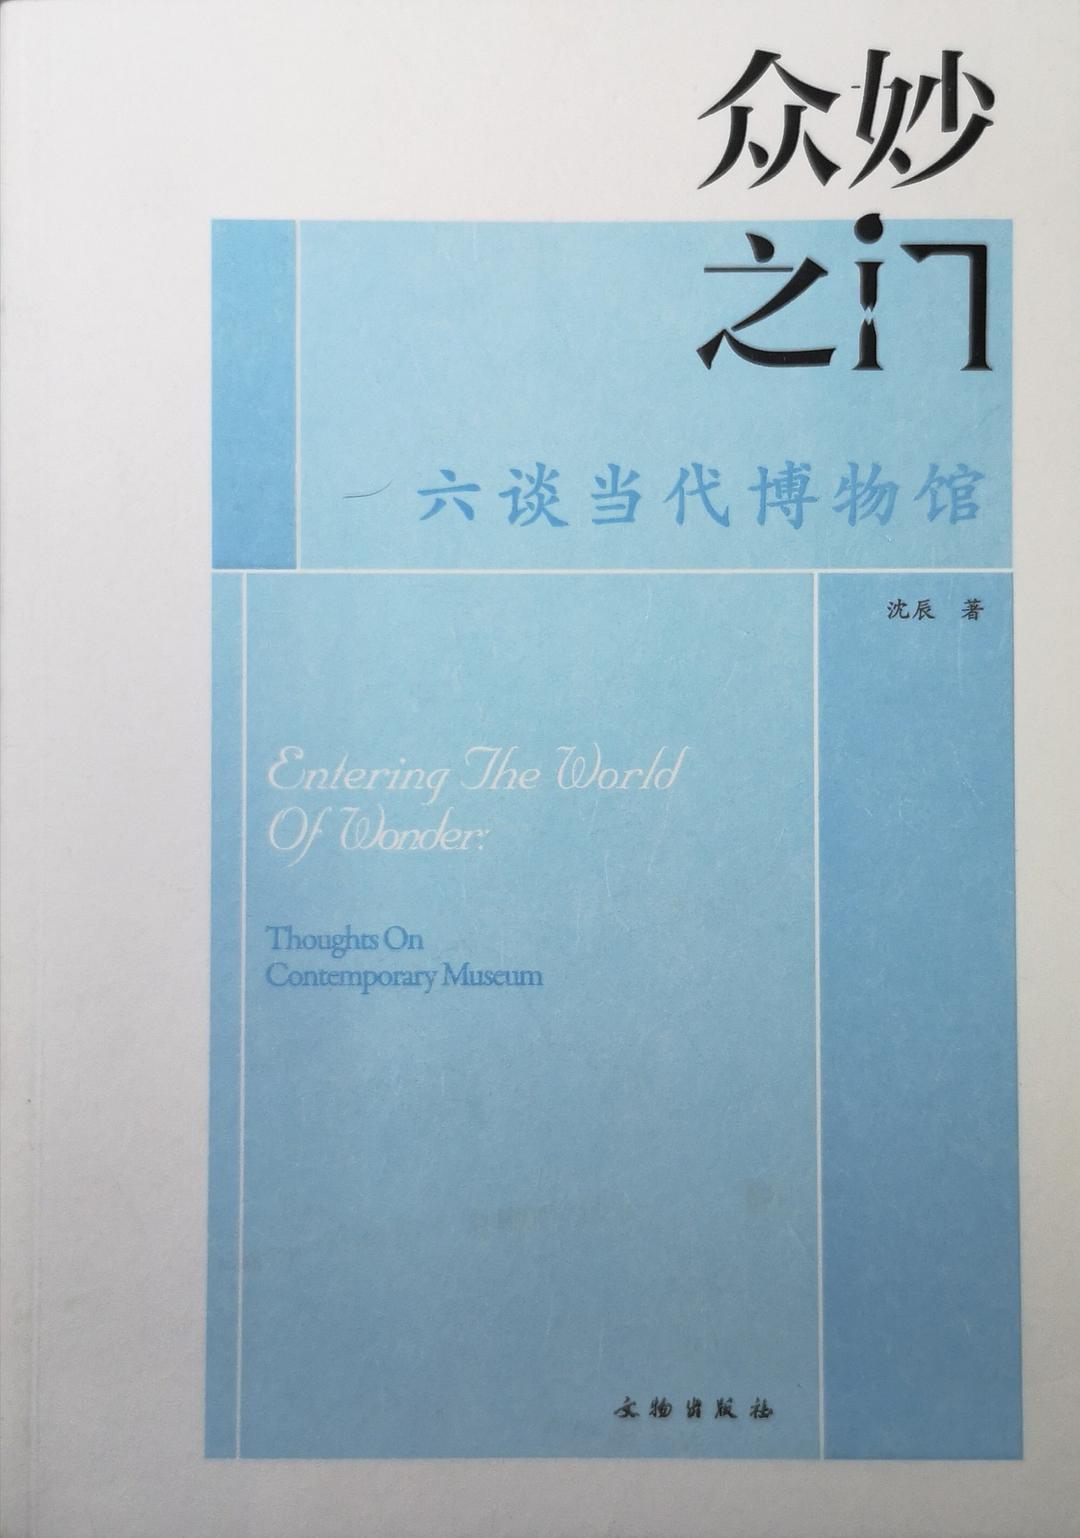 众妙
之门
六谈当代博物馆
沈辰 著
Entering The World
Of Wonder:
Thoughts On
Contemporary Museum
文物出版社